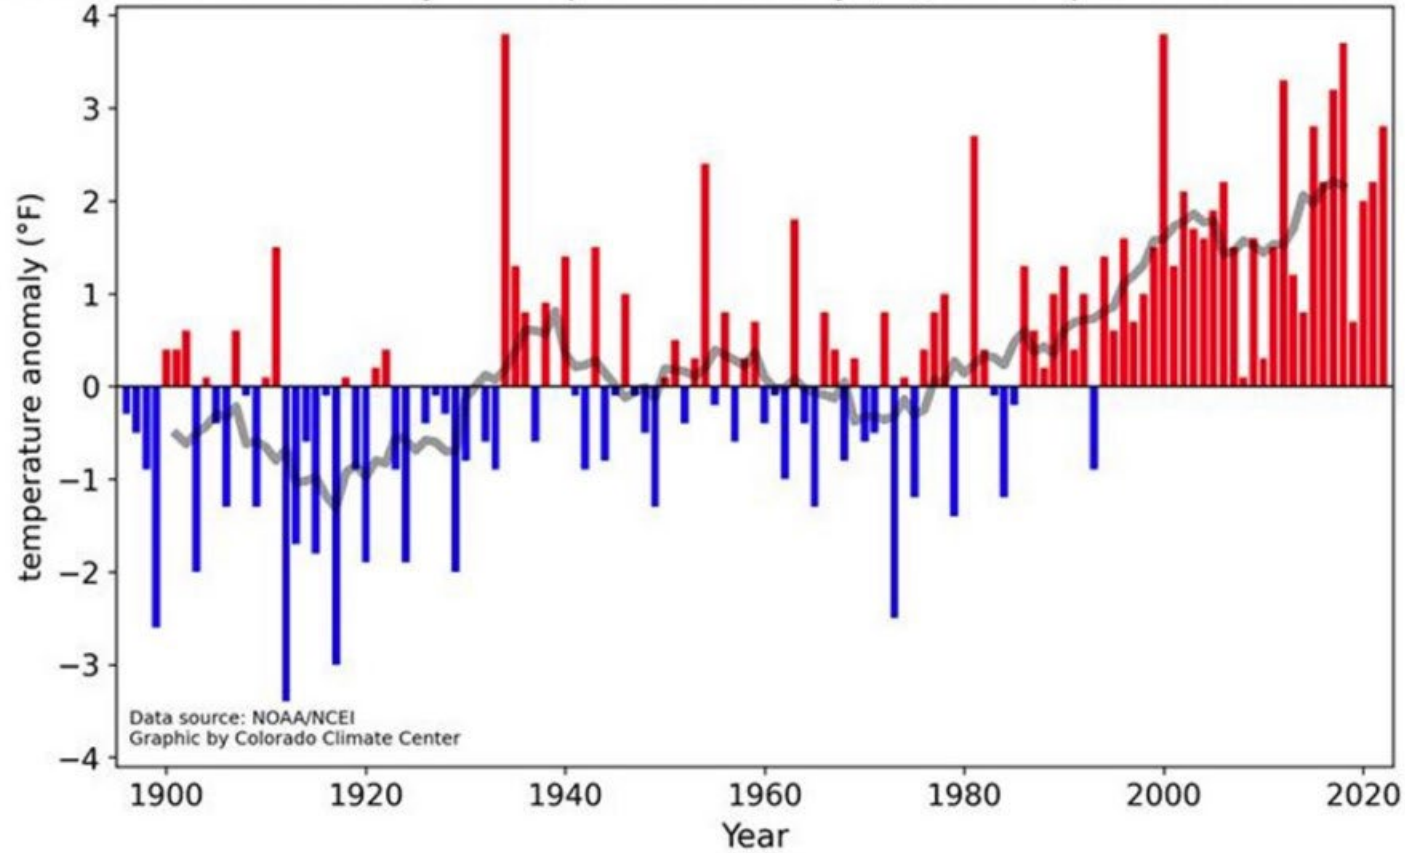 4
3
2
1
0
−1
−2
−3
−4
temperature anomaly (°F)
Data source: NOAA/NCEI
Graphic by Colorado Climate Center
1900 1920 1940 1960 1980 2000 2020
Year